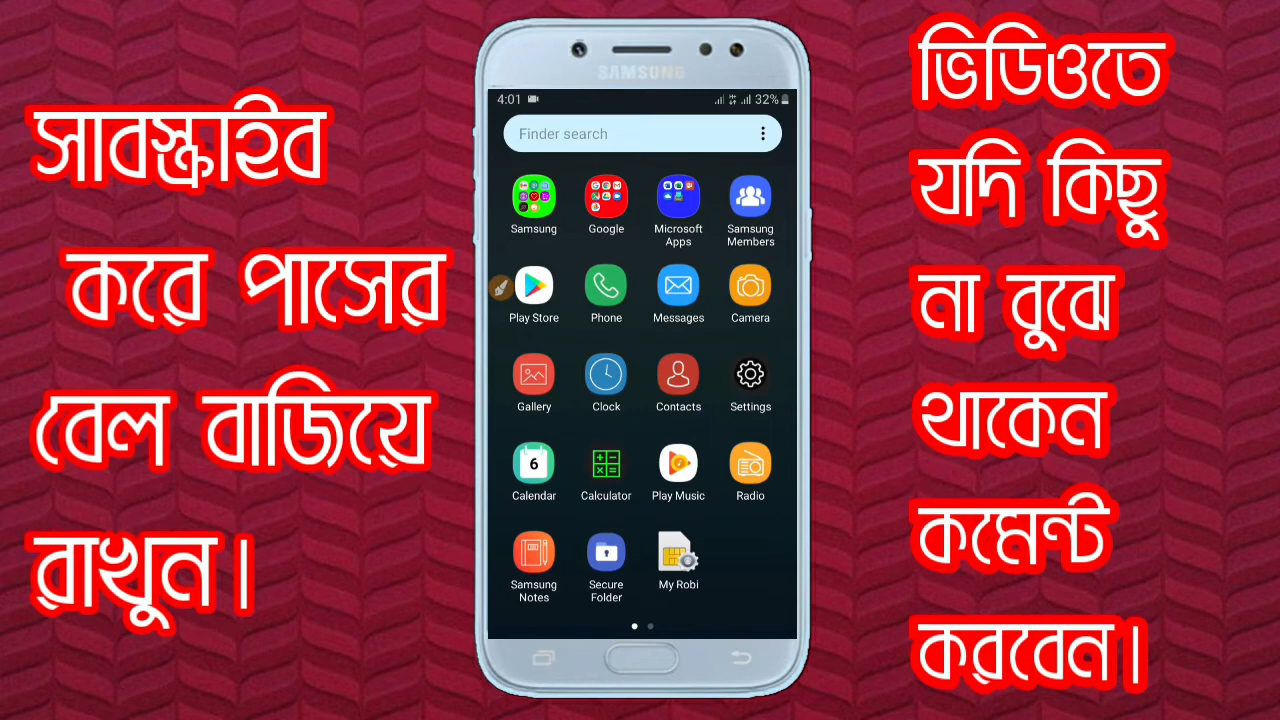 সাবস্ক্রাইব
করে পাসের
বেল বাজিয়ে
রাখুন।
SAMSUNG
4:01 32%
Finder search
Samsung Google Microsoft Apps Samsung Members
Play Store Phone Messages Camera
Gallery Clock Contacts Settings
6
Calendar Calculator Play Music Radio
Samsung Notes Secure Folder My Robi
ভিডিওতে
যদি কিছু
না বুঝে
থাকেন
কমেন্ট
করবেন।